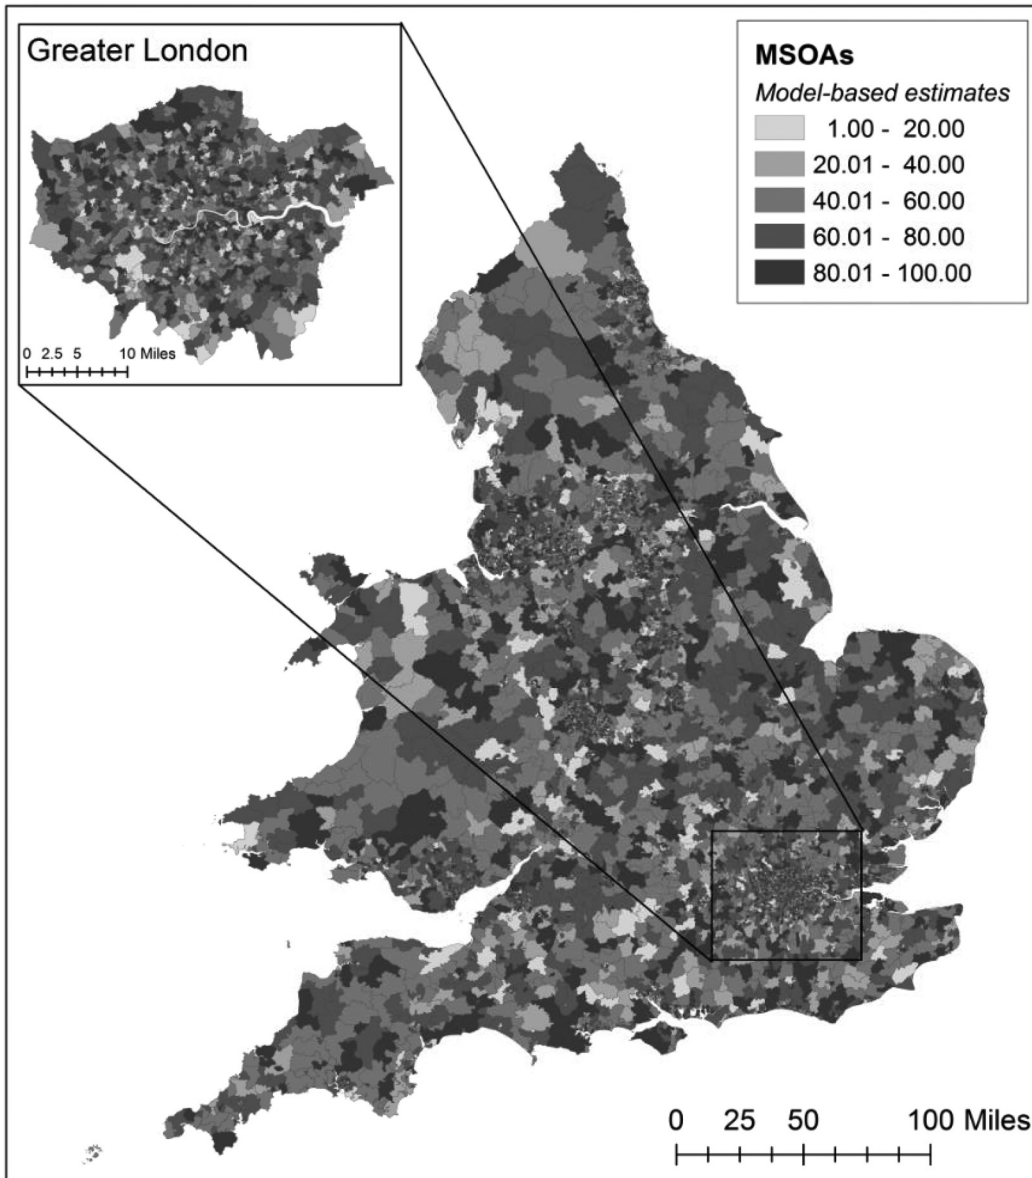 Greater London
0 2.5 5 10 Miles
MSOAs
Model-based estimates
1.00 - 20.00
20.01 - 40.00
40.01 - 60.00
60.01 - 80.00
80.01 - 100.00
0 25 50 100 Miles